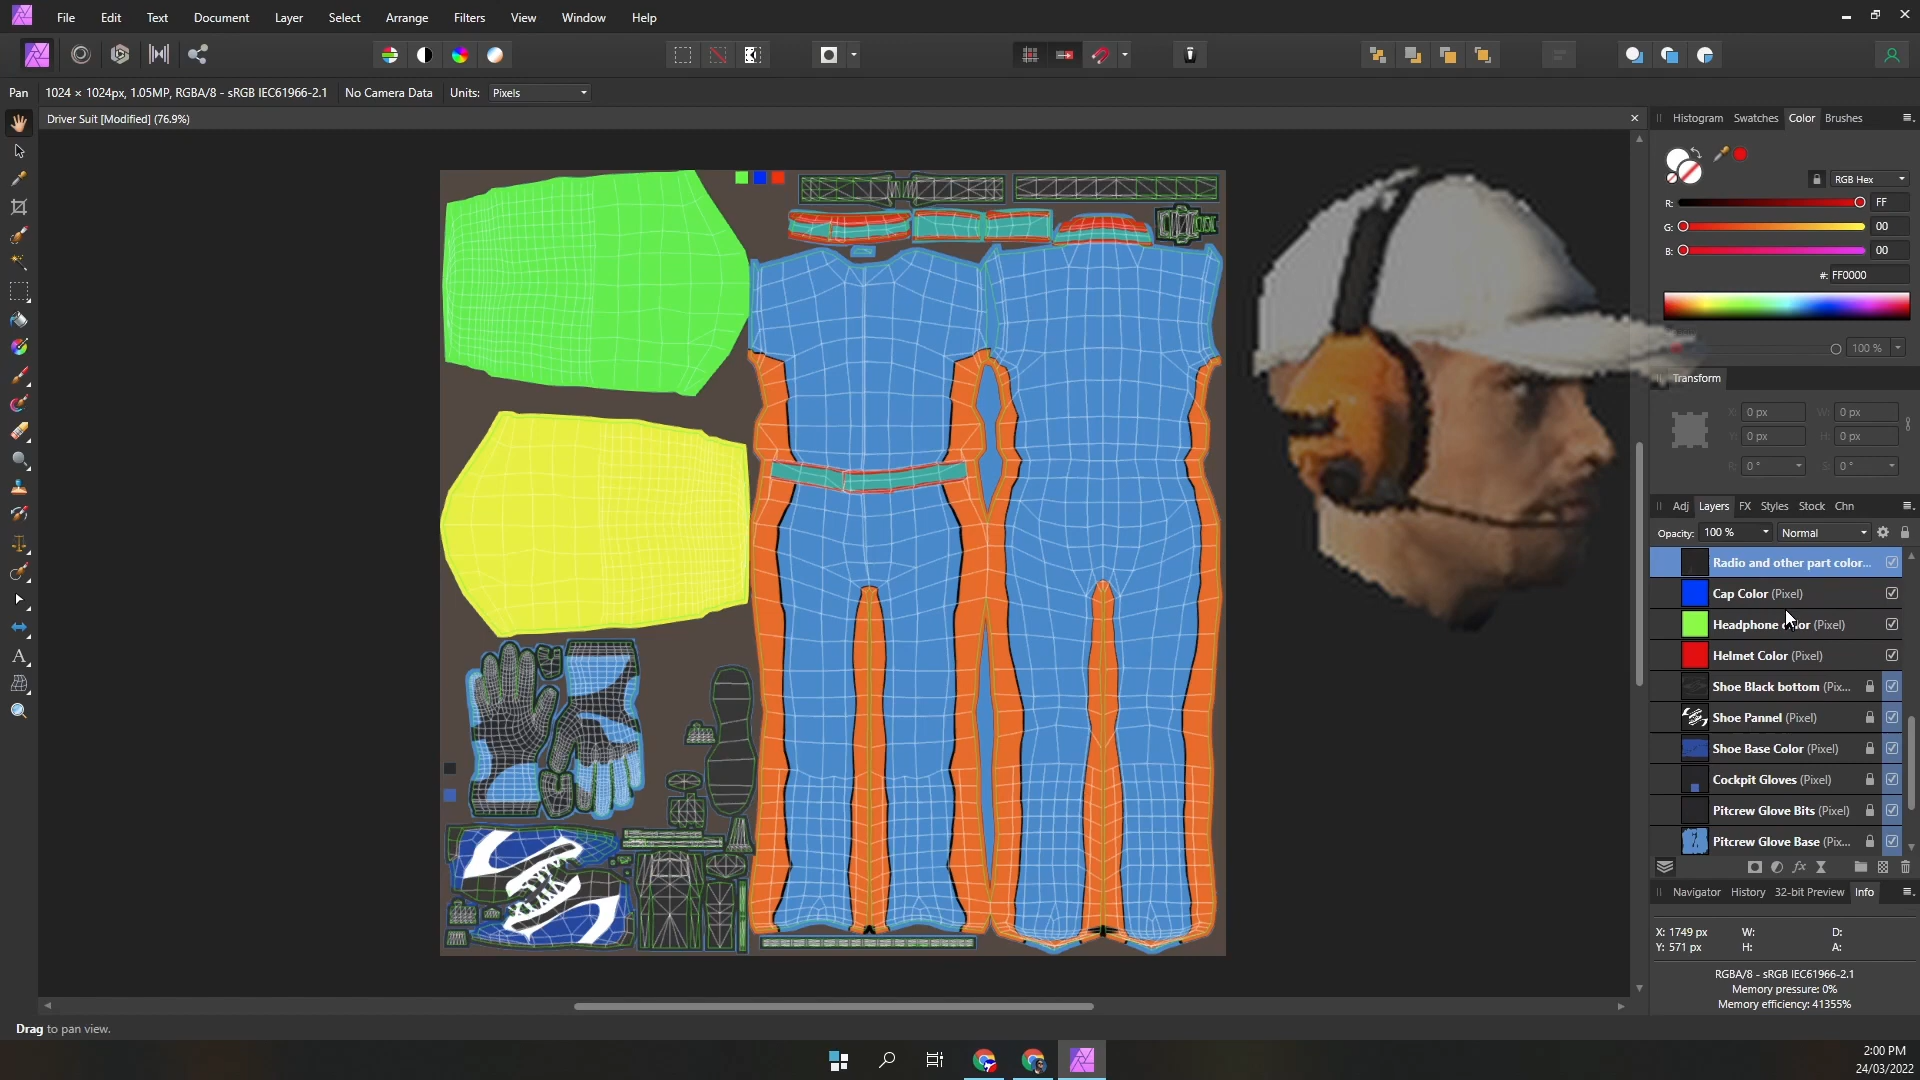 File Edit Text Document Layer Select Arrange Filters View Window Help
Pan 1024 × 1024px, 1.05MP, RGBA/8 - sRGB IEC61966-2.1 No Camera Data Units: Pixels
Driver Suit [Modified] (76.9%)
Histogram Swatches Color Brushes
RGB Hex
R: FF
G: 00
B: 00
#: FF0000
100 %
Transform
X: 0 px W: 0 px
Y: 0 px H: 0 px
R: 0 ° S: 0 °
Adj Layers FX Styles Stock Chn
Opacity: 100 % Normal
Radio and other part color...
Cap Color (Pixel)
Headphone color (Pixel)
Helmet Color (Pixel)
Shoe Black bottom (Pix...
Shoe Pannel (Pixel)
Shoe Base Color (Pixel)
Cockpit Gloves (Pixel)
Pitcrew Glove Bits (Pixel)
Pitcrew Glove Base (Pix...
Navigator History 32-bit Preview Info
X: 1749 px W: D:
Y: 571 px H: A:
RGBA/8 - sRGB IEC61966-2.1
Memory pressure: 0%
Memory efficiency: 41355%
Drag to pan view.
2:00 PM
24/03/2022